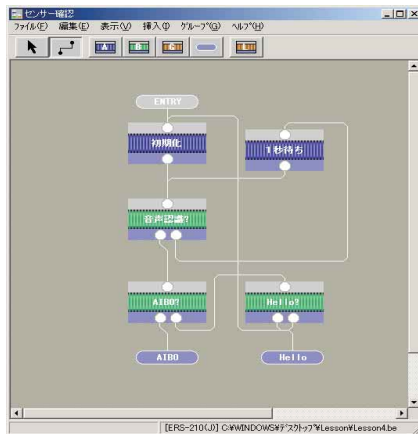 センサー確認
ファイル(F) 編集(E) 表示(V) 挿入(I) グループ(G) ヘルプ(H)
A B C
ENTRY
初期化
1秒待ち
音声認識?
AIBO?
Hello?
AIBO
Hello
[ERS-210(J)] C:¥WINDOWS¥デスクトップ¥Lesson¥Lesson4.be